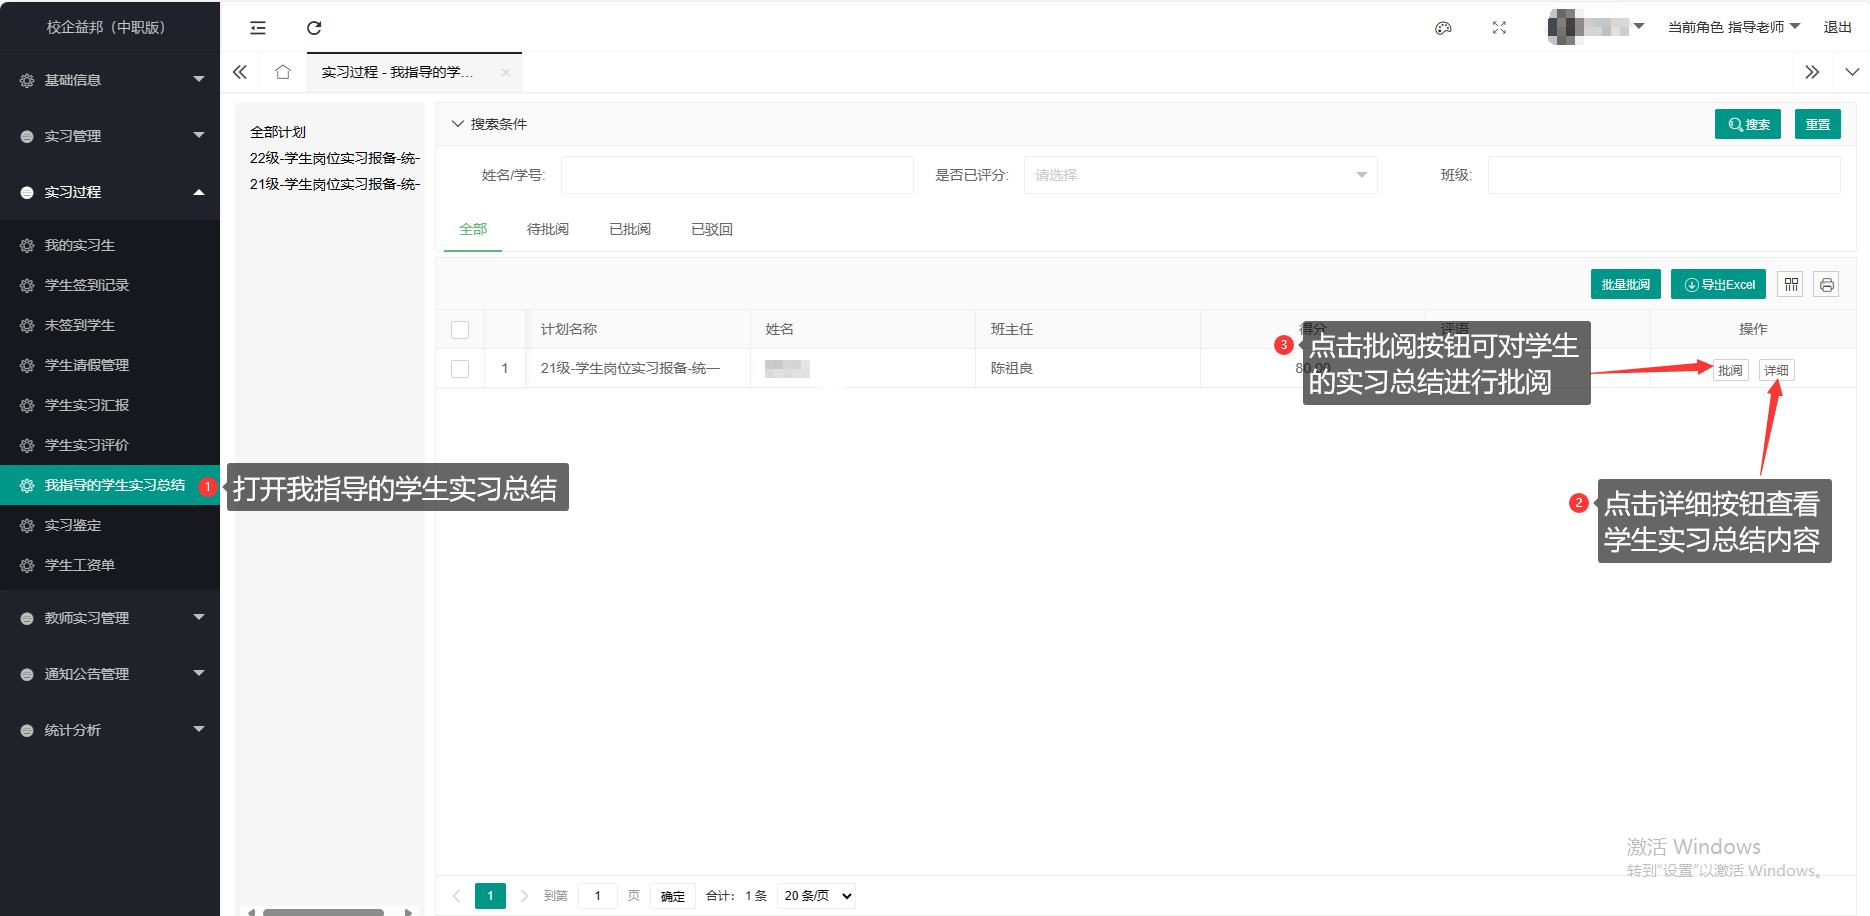 校企益邦（中职版）
当前角色 指导老师
退出
基础信息
实习管理
实习过程
我的实习生
学生签到记录
未签到学生
学生请假管理
学生实习汇报
学生实习评价
我指导的学生实习总结
实习鉴定
学生工资单
教师实习管理
通知公告管理
统计分析
实习过程 - 我指导的学...
全部计划
22级-学生岗位实习报备-统一
21级-学生岗位实习报备-统一
搜索条件
搜索
重置
姓名/学号:
是否已评分:
请选择
班级:
全部
待批阅
已批阅
已驳回
批量批阅
导出Excel
计划名称
姓名
班主任
得分
评语
操作
1
21级-学生岗位实习报备-统一
陈祖良
80.00
批阅
详细
1
打开我指导的学生实习总结
3
点击批阅按钮可对学生
的实习总结进行批阅
2
点击详细按钮查看
学生实习总结内容
激活 Windows
转到“设置”以激活 Windows。
1
到第
1
页
确定
合计： 1 条
20 条/页